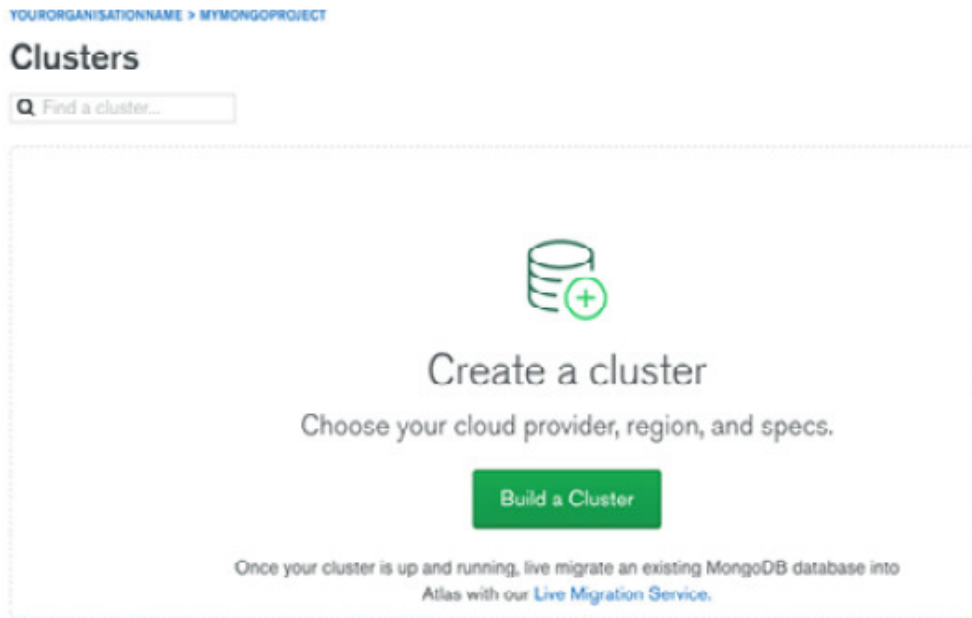 YOURORGANISATIONNAME > MYMONGOPROJECT
Clusters
Find a cluster...
Create a cluster
Choose your cloud provider, region, and specs.
Build a Cluster
Once your cluster is up and running, live migrate an existing MongoDB database into
Atlas with our Live Migration Service.